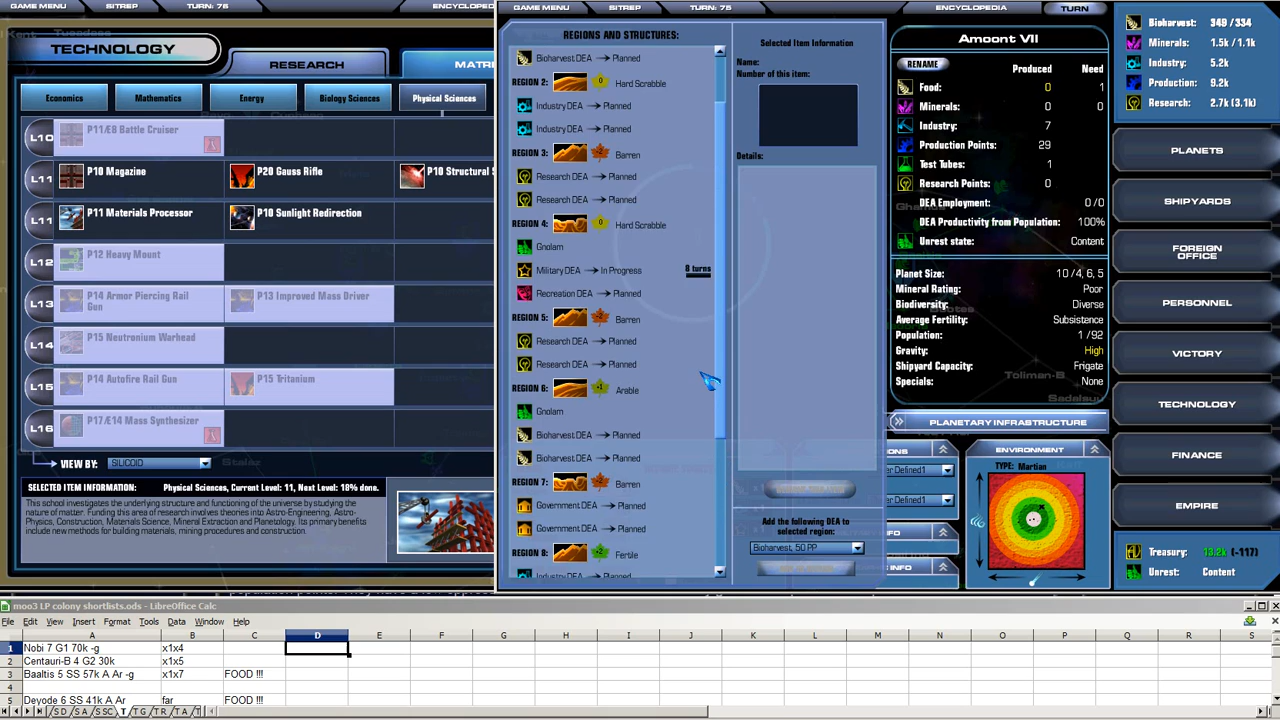 GAME MENU SITREP TURN: 76 ENCYCLOPED
TECHNOLOGY
RESEARCH
MATR
Economics Mathematics Energy Biology Sciences Physical Sciences
L10 P11/E8 Battle Cruiser
L11 P10 Magazine P20 Gauss Rifle P10 Structural S
L11 P11 Materials Processor P10 Sunlight Redirection
L12 P12 Heavy Mount
L13 P14 Armor Piercing Rail Gun P13 Improved Mass Driver
L14 P15 Neutronium Warhead
L15 P14 Autofire Rail Gun P15 Tritanium
L16 P17/E14 Mass Synthesizer
VIEW BY: SILICOID
SELECTED ITEM INFORMATION: Physical Sciences, Current Level: 11, Next Level: 18% done.
This school investigates the underlying structure and functioning of the universe by studying the
nature of matter. Funding this area of research involves theories into Astro-Engineering, Astro-
Physics, Construction, Materials Science, Mineral Extraction and Planetology. Its primary benefits
include new methods for building materials, mining procedures and construction.
GAME MENU SITREP TURN: 75 ENCYCLOPEDIA TURN
REGIONS AND STRUCTURES:
Bioharvest DEA → Planned
REGION 2: 0 Hard Scrabble
Industry DEA → Planned
Industry DEA → Planned
REGION 3: Barren
Research DEA → Planned
Research DEA → Planned
REGION 4: 0 Hard Scrabble
Gnolam
Military DEA → In Progress 8 turns
Recreation DEA → Planned
REGION 5: Barren
Research DEA → Planned
Research DEA → Planned
REGION 6: +1 Arable
Gnolam
Bioharvest DEA → Planned
Bioharvest DEA → Planned
REGION 7: Barren
Government DEA → Planned
Government DEA → Planned
REGION 8: +2 Fertile
Industry DEA → Planned
Selected Item Information
Name:
Number of this item:
Details:
Add the following DEA to
selected region:
Bioharvest, 50 PP
Amoont VII
RENAME Produced Need
Food: 0 1
Minerals: 0 0
Industry: 7
Production Points: 29
Test Tubes: 1
Research Points: 0
DEA Employment: 0/0
DEA Productivity from Population: 100%
Unrest state: Content
Planet Size: 10 /4, 6, 5
Mineral Rating: Poor
Biodiversity: Diverse
Average Fertility: Subsistence
Population: 1 /92
Gravity: High
Shipyard Capacity: Frigate
Specials: None
Toliman-B
PLANETARY INFRASTRUCTURE
ENVIRONMENT
TYPE: Martian
Bioharvest: 349 / 334
Minerals: 1.5k / 1.1k
Industry: 5.2k
Production: 9.2k
Research: 2.1k (3.1k)
PLANETS
SHIPYARDS
FOREIGN
OFFICE
PERSONNEL
VICTORY
TECHNOLOGY
FINANCE
EMPIRE
Treasury: 13.2k (-117)
Unrest: Content
moo3 LP colony shortlists.ods - LibreOffice Calc
File Edit View Insert Format Tools Data Window Help
A B C D E F G H I J K L M N O P Q R S
1 Nobi 7 G1 70k -g x1x4
2 Centauri-B 4 G2 30k x1x5
3 Baaltis 5 SS 57k A Ar -g x1x7 FOOD !!!
4
5 Deyode 6 SS 41k A Ar far FOOD !!!
S D S A S SC T T G T R T A T